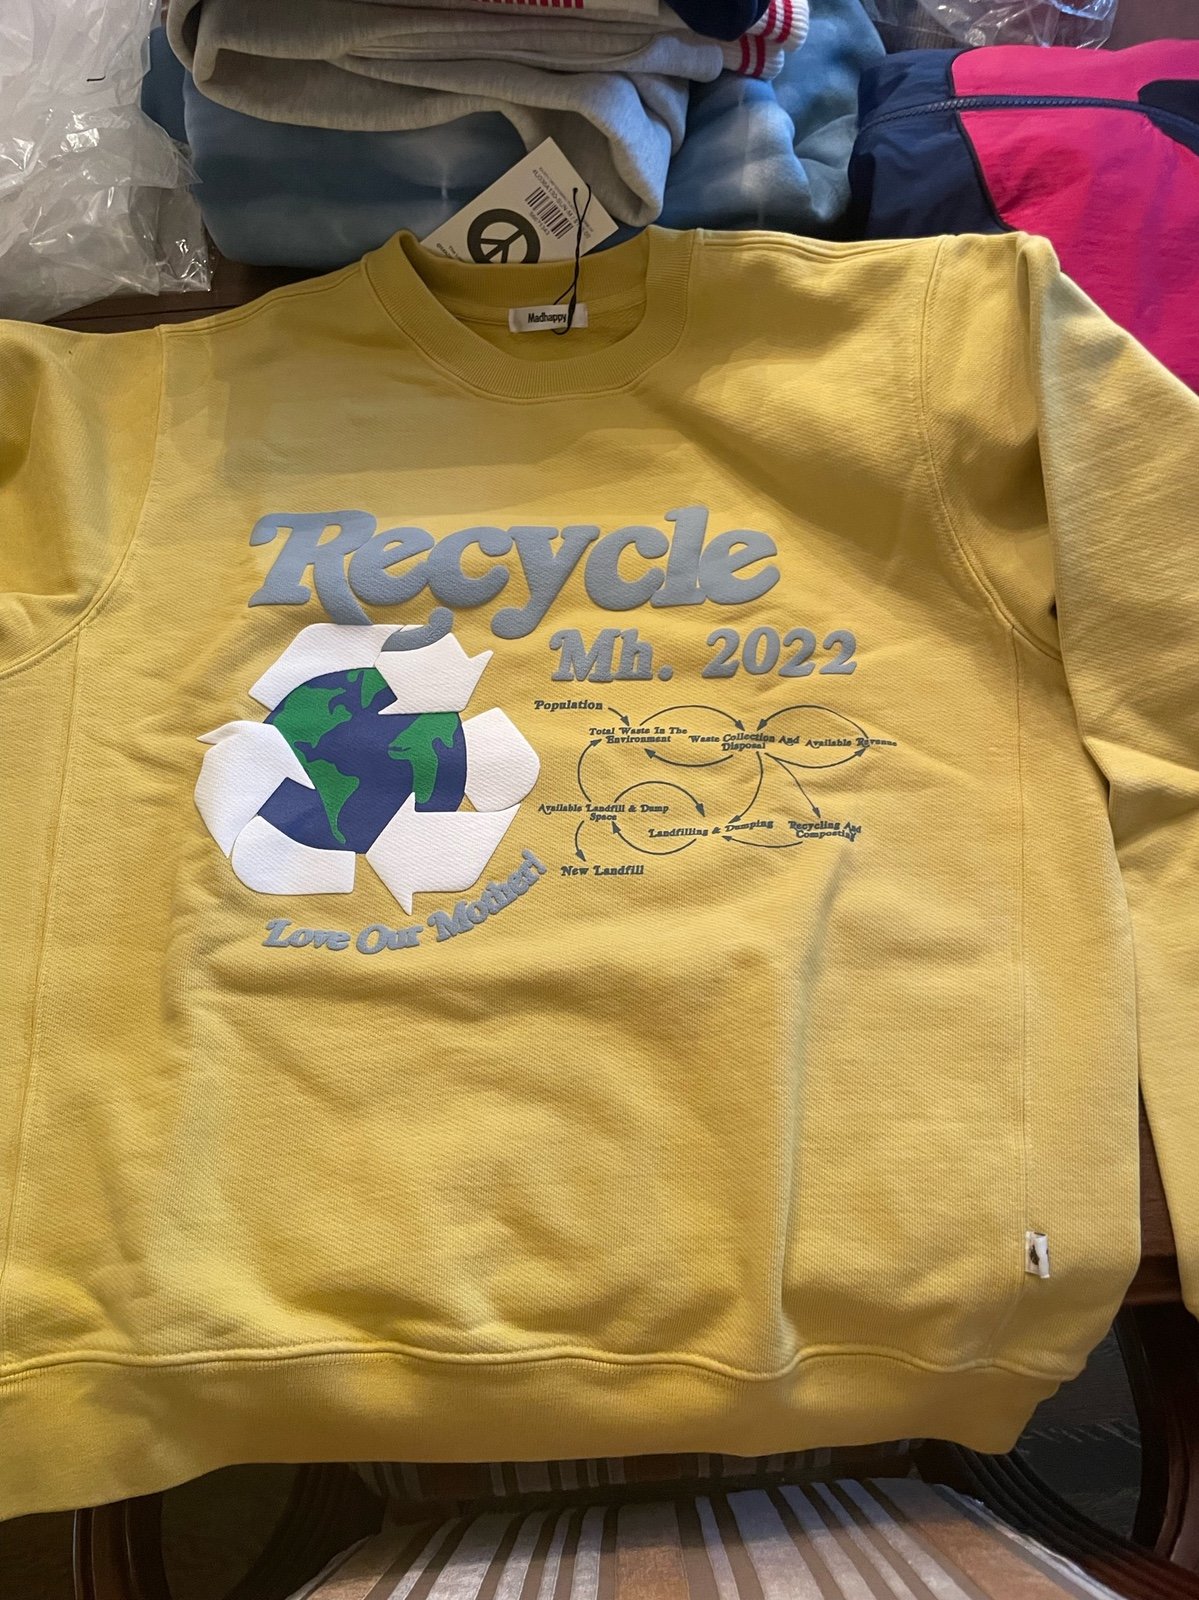 Madhappy
Recycle
Mh. 2022
Population
Total Waste In The
Environment
Waste Collection And
Disposal
Available Revenue
Available Landfill & Dump
Space
Landfilling & Dumping
Recycling And
Composting
New Landfill
Love Our Mother!